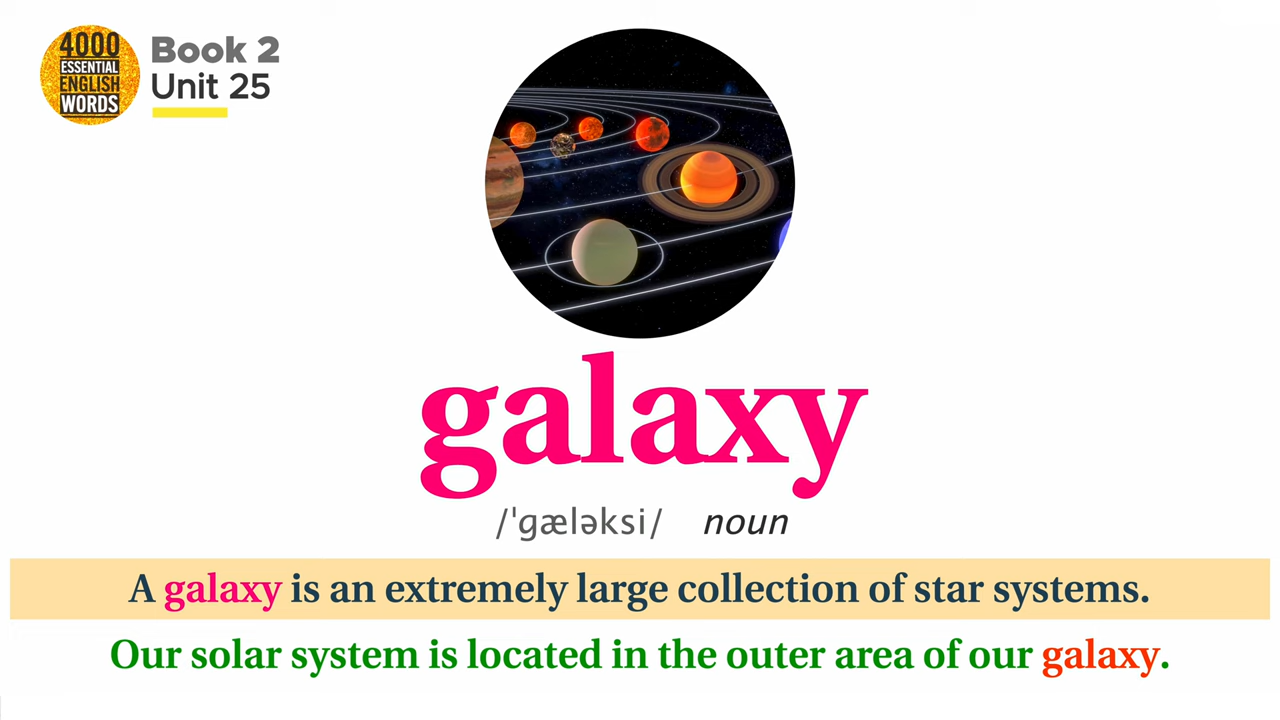 4000
ESSENTIAL
ENGLISH
WORDS
Book 2
Unit 25
galaxy
/ˈgæləksi/ noun
A galaxy is an extremely large collection of star systems.
Our solar system is located in the outer area of our galaxy.